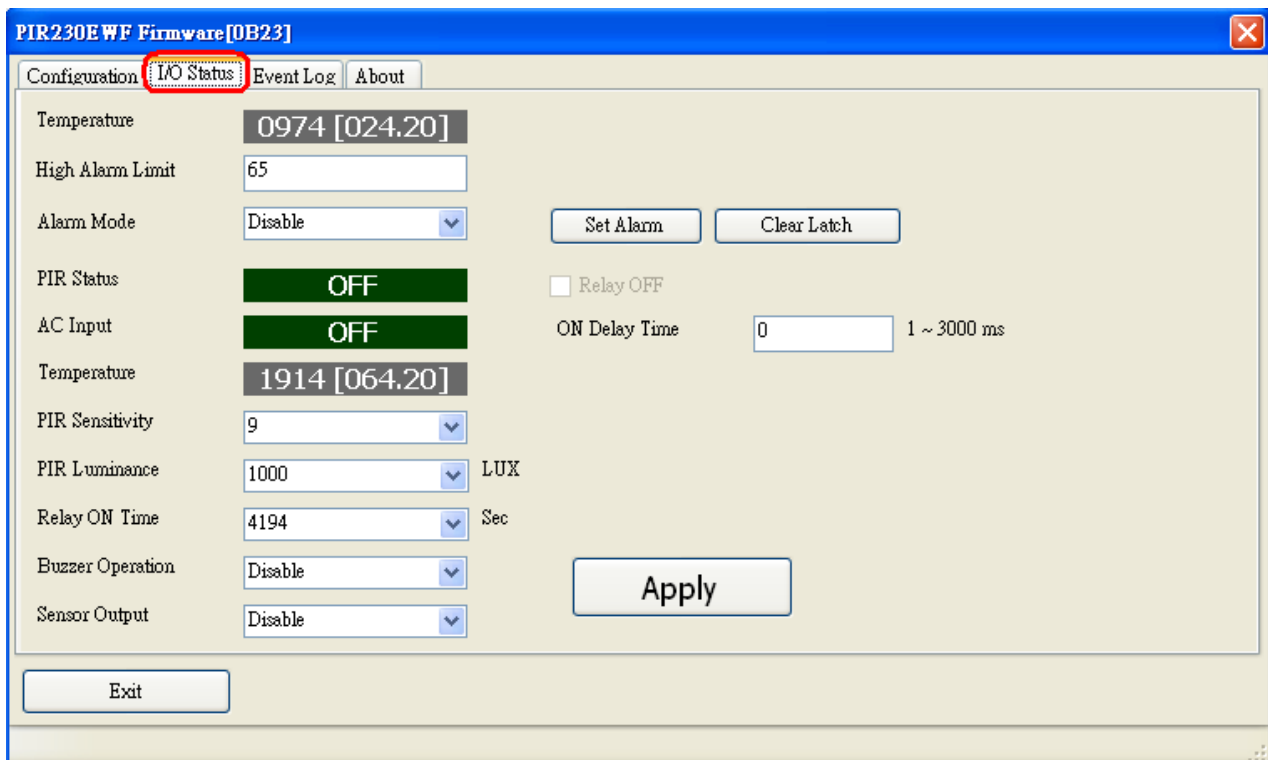 PIR230EWF Firmware[0B23]
Configuration I/O Status Event Log About
Temperature 0974 [024.20]
High Alarm Limit 65
Alarm Mode Disable Set Alarm Clear Latch
PIR Status OFF Relay OFF
AC Input OFF ON Delay Time 0 1 ~ 3000 ms
Temperature 1914 [064.20]
PIR Sensitivity 9
PIR Luminance 1000 LUX
Relay ON Time 4194 Sec
Buzzer Operation Disable
Apply
Sensor Output Disable
Exit